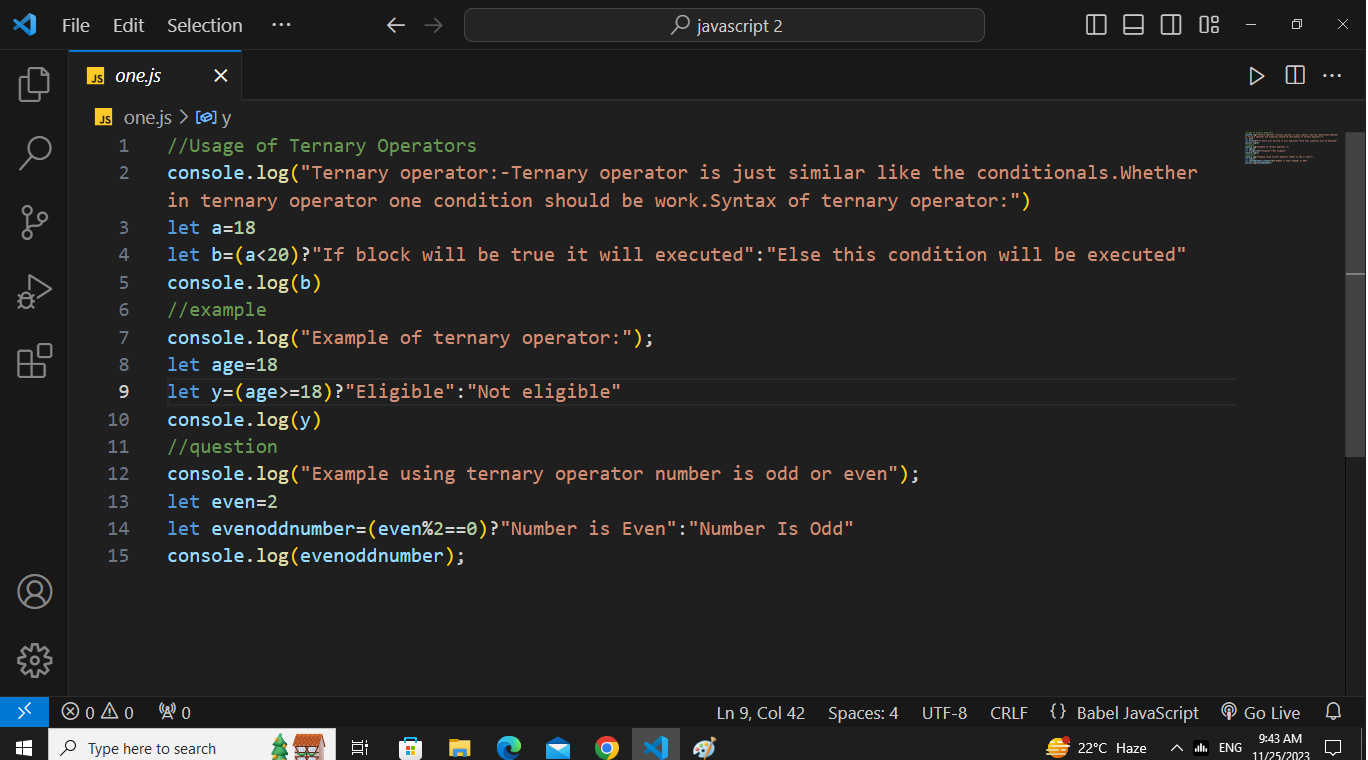 File Edit Selection ··· javascript 2
JS one.js
JS one.js > y
1 //Usage of Ternary Operators
2 console.log("Ternary operator:-Ternary operator is just similar like the conditionals.Whether
in ternary operator one condition should be work.Syntax of ternary operator:")
3 let a=18
4 let b=(a<20)?"If block will be true it will executed":"Else this condition will be executed"
5 console.log(b)
6 //example
7 console.log("Example of ternary operator:");
8 let age=18
9 let y=(age>=18)?"Eligible":"Not eligible"
10 console.log(y)
11 //question
12 console.log("Example using ternary operator number is odd or even");
13 let even=2
14 let evenoddnumber=(even%2==0)?"Number is Even":"Number Is Odd"
15 console.log(evenoddnumber);
0 0 0 Ln 9, Col 42 Spaces: 4 UTF-8 CRLF {} Babel JavaScript Go Live
Type here to search 22°C Haze ENG 9:43 AM
11/25/2023